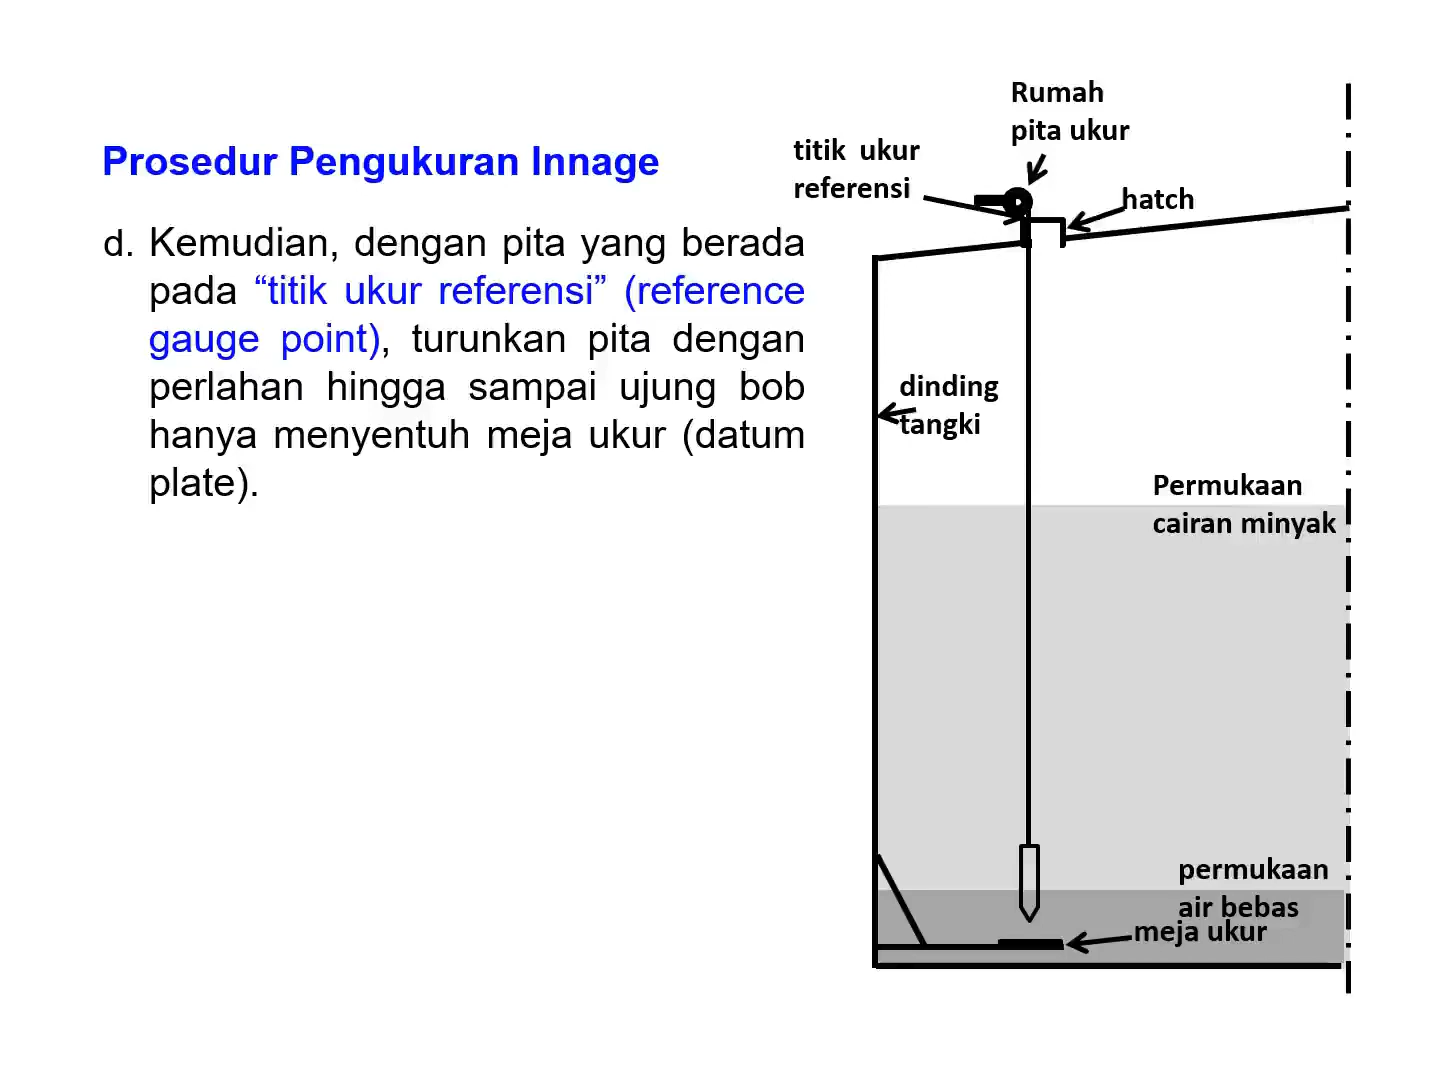 Prosedur Pengukuran Innage
d. Kemudian, dengan pita yang berada
pada “titik ukur referensi” (reference
gauge point), turunkan pita dengan
perlahan hingga sampai ujung bob
hanya menyentuh meja ukur (datum
plate).
Rumah
pita ukur
titik ukur
referensi
hatch
dinding
tangki
Permukaan
cairan minyak
permukaan
air bebas
meja ukur